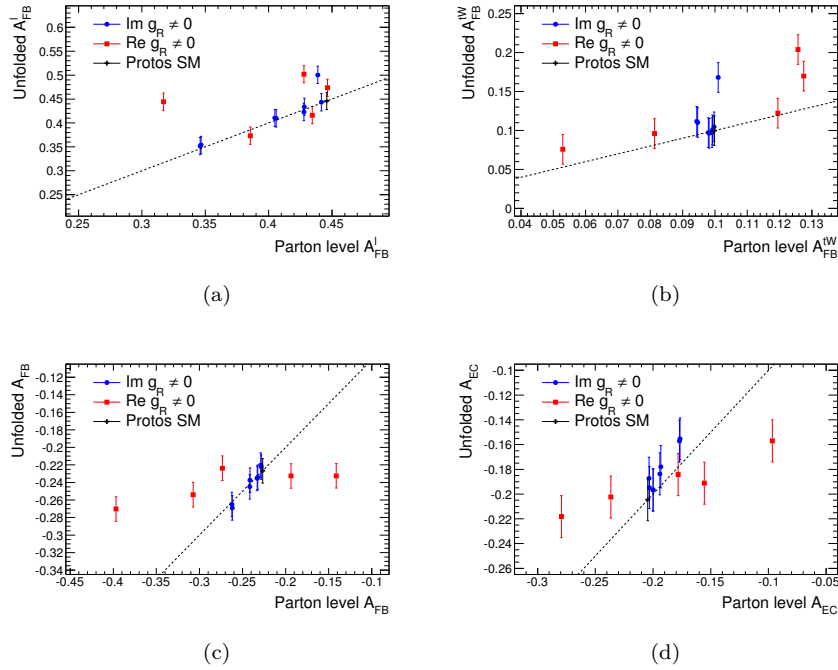 Unfolded A^l_FB
0.6
0.55
0.5
0.45
0.4
0.35
0.3
0.25
Im g_R ≠ 0
Re g_R ≠ 0
Protos SM
0.25 0.3 0.35 0.4 0.45
Parton level A^l_FB
(a)
Unfolded A^tW_FB
0.25
0.2
0.15
0.1
0.05
0
Im g_R ≠ 0
Re g_R ≠ 0
Protos SM
0.04 0.05 0.06 0.07 0.08 0.09 0.1 0.11 0.12 0.13
Parton level A^tW_FB
(b)
Unfolded A_FB
-0.12
-0.14
-0.16
-0.18
-0.2
-0.22
-0.24
-0.26
-0.28
-0.3
-0.32
-0.34
Im g_R ≠ 0
Re g_R ≠ 0
Protos SM
-0.45 -0.4 -0.35 -0.3 -0.25 -0.2 -0.15 -0.1
Parton level A_FB
(c)
Unfolded A_EC
-0.1
-0.12
-0.14
-0.16
-0.18
-0.2
-0.22
-0.24
-0.26
Im g_R ≠ 0
Re g_R ≠ 0
Protos SM
-0.3 -0.25 -0.2 -0.15 -0.1 -0.05
Parton level A_EC
(d)